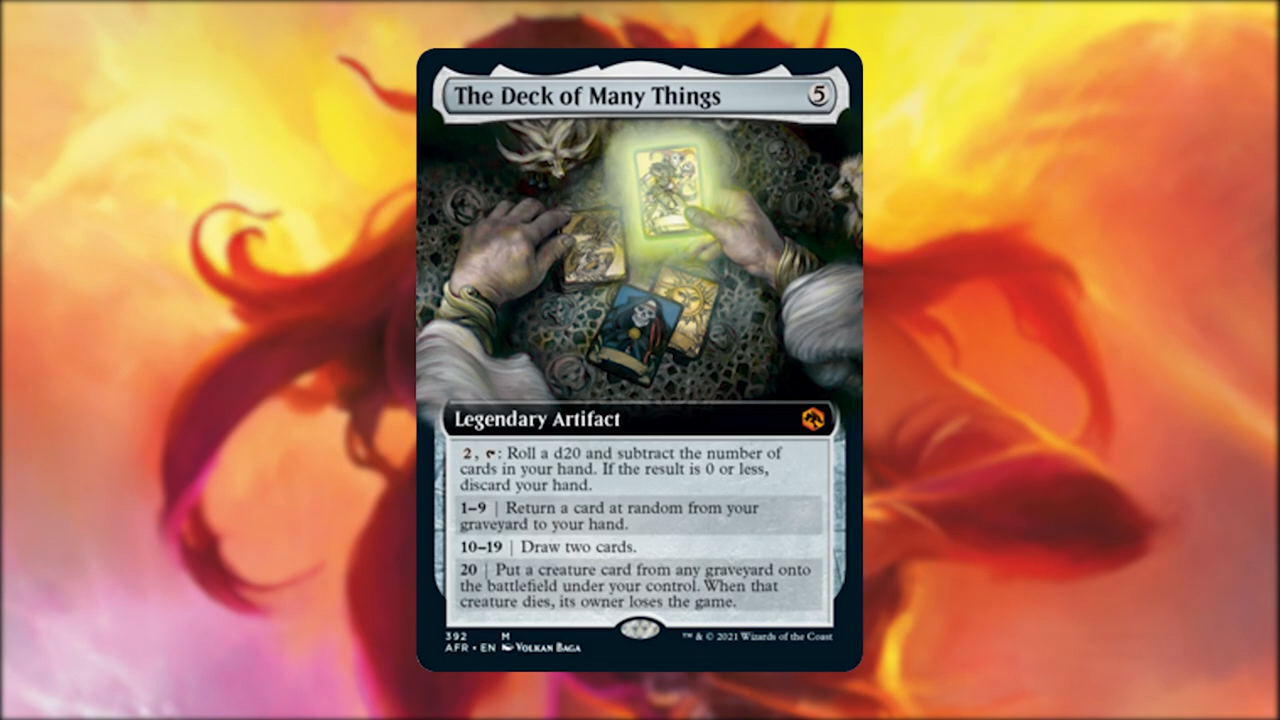 The Deck of Many Things 5
Legendary Artifact
2, : Roll a d20 and subtract the number of
cards in your hand. If the result is 0 or less,
discard your hand.
1–9 | Return a card at random from your
graveyard to your hand.
10–19 | Draw two cards.
20 | Put a creature card from any graveyard onto
the battlefield under your control. When that
creature dies, its owner loses the game.
392 M
AFR • EN VOLKAN BAGA
™ & © 2021 Wizards of the Coast